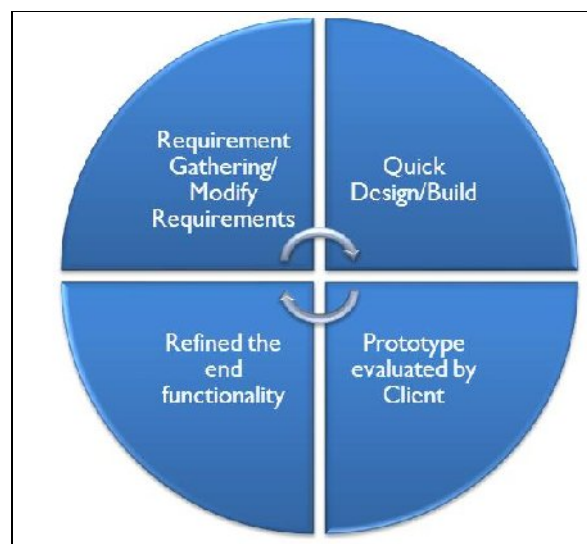 Requirement
Gathering/
Modify
Requirements
Quick
Design/Build
Refined the
end
functionality
Prototype
evaluated by
Client